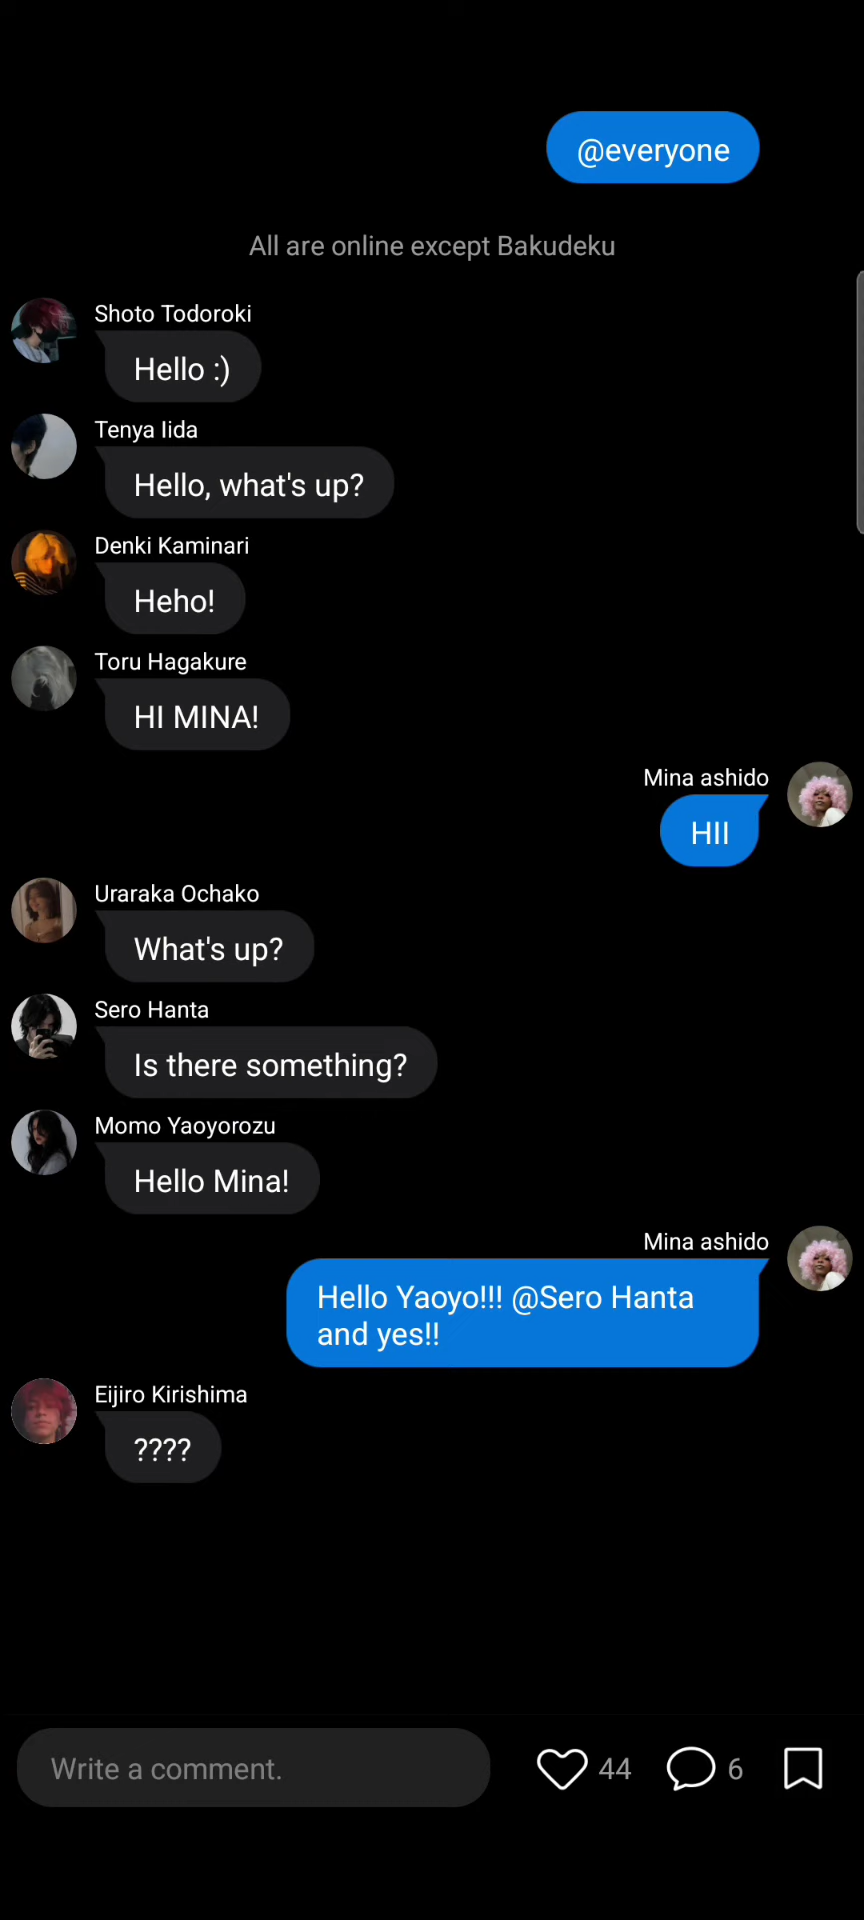 @everyone
All are online except Bakudeku
Shoto Todoroki
Hello :)
Tenya Iida
Hello, what's up?
Denki Kaminari
Heho!
Toru Hagakure
HI MINA!
Mina ashido
HII
Uraraka Ochako
What's up?
Sero Hanta
Is there something?
Momo Yaoyorozu
Hello Mina!
Mina ashido
Hello Yaoyo!!! @Sero Hanta
and yes!!
Eijiro Kirishima
????
Write a comment.
44
6